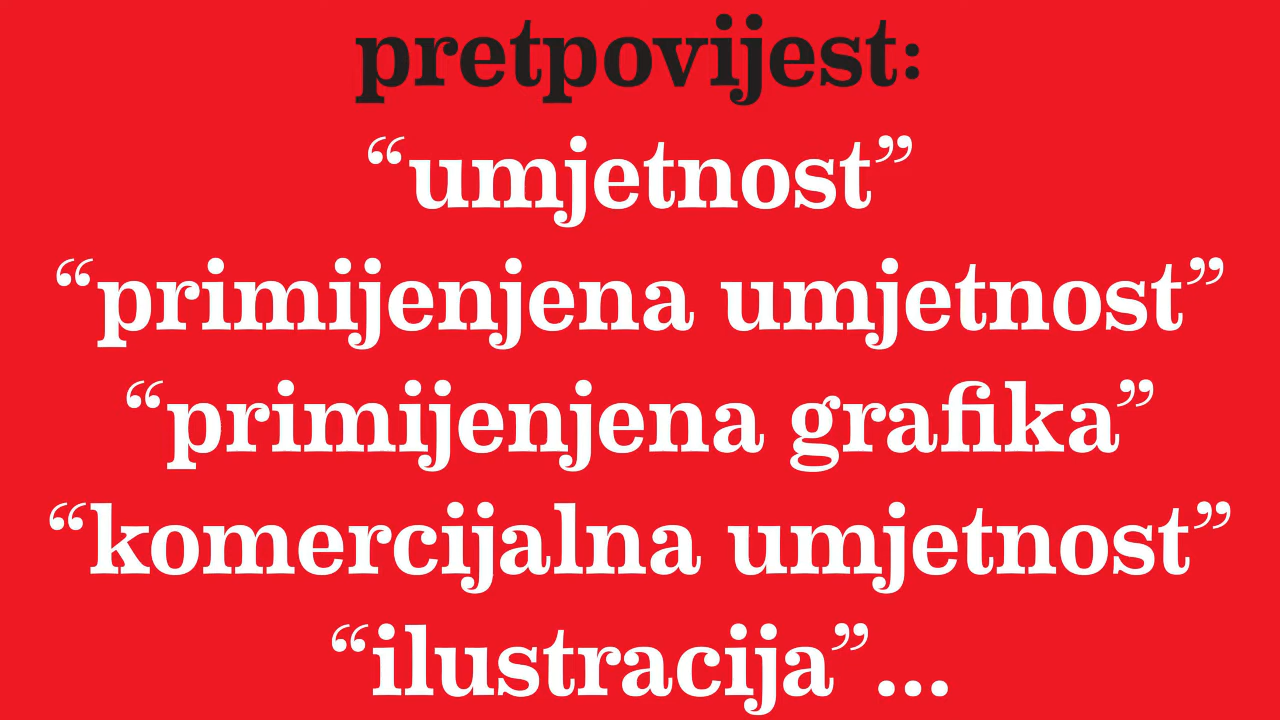 pretpovijest:
“umjetnost”
“primijenjena umjetnost”
“primijenjena grafika”
“komercijalna umjetnost”
“ilustracija”...